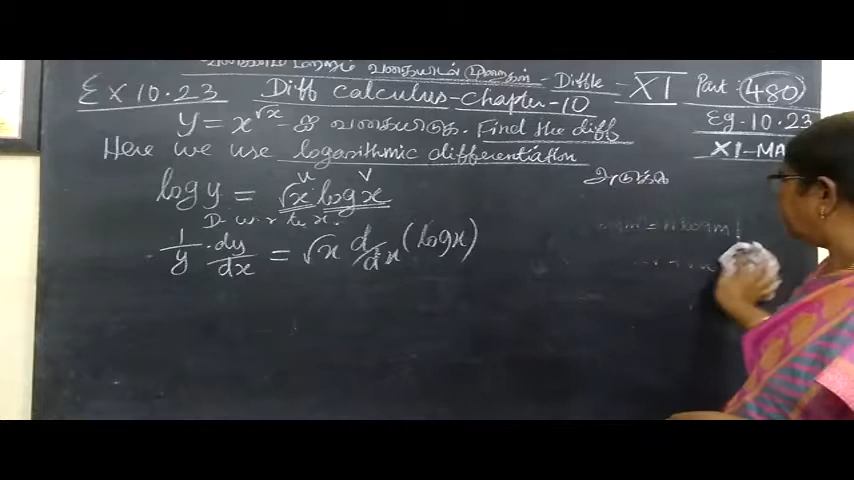 Ex 10.23 Diff calculus - Chapter - 10 - Diffle - XI Part 480
y = x^√x - ஐ வகையிடுக. Find the diff
Eg - 10.23
XI - MA
Here we use logarithmic differentiation
u v
log y = √x . log x
D. w. r to x.
1/y . dy/dx = √x d/dx (log x)